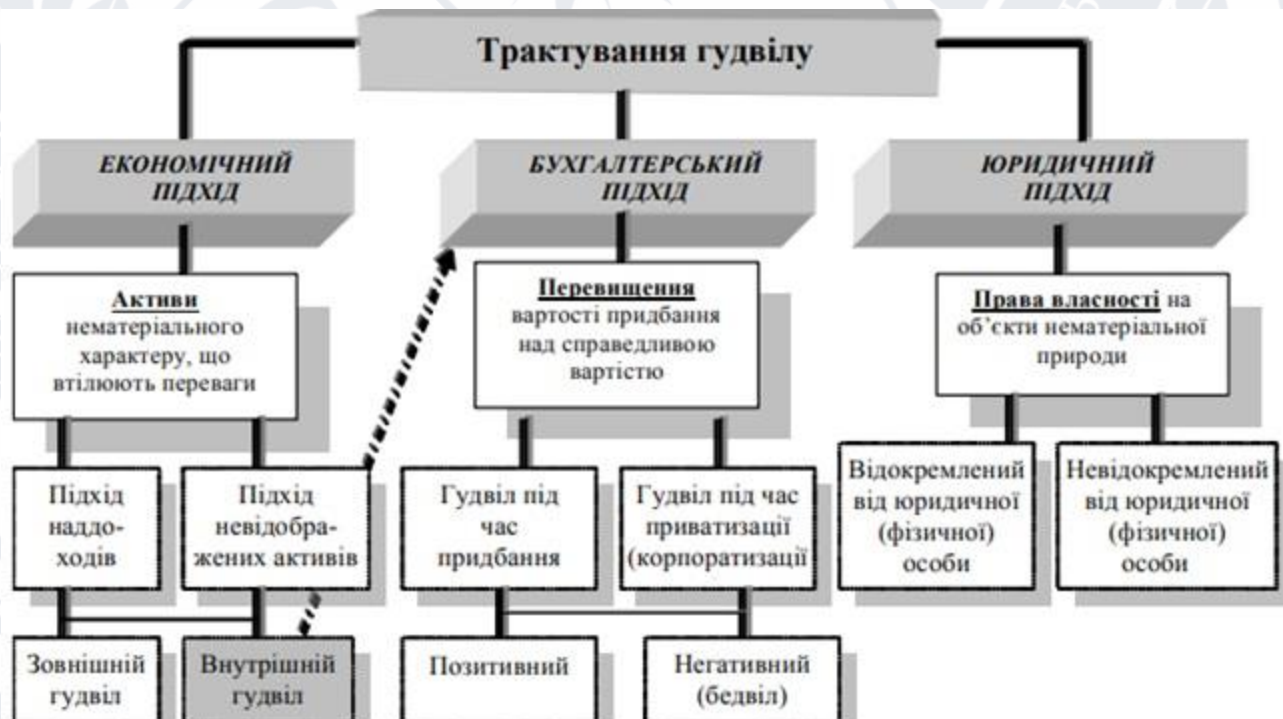 Трактування гудвілу
ЕКОНОМІЧНИЙ
ПІДХІД
БУХГАЛТЕРСЬКИЙ
ПІДХІД
ЮРИДИЧНИЙ
ПІДХІД
Активи
нематеріального
характеру, що
втілюють переваги
Перевищення
вартості придбання
над справедливою
вартістю
Права власності на
об’єкти нематеріальної
природи
Підхід
наддо-
ходів
Підхід
невідобра-
жених активів
Гудвіл під
час
придбання
Гудвіл під час
приватизації
(корпоратизації
Відокремлений
від юридичної
(фізичної)
особи
Невідокремлений
від юридичної
(фізичної)
особи
Зовнішній
гудвіл
Внутрішній
гудвіл
Позитивний
Негативний
(бедвіл)